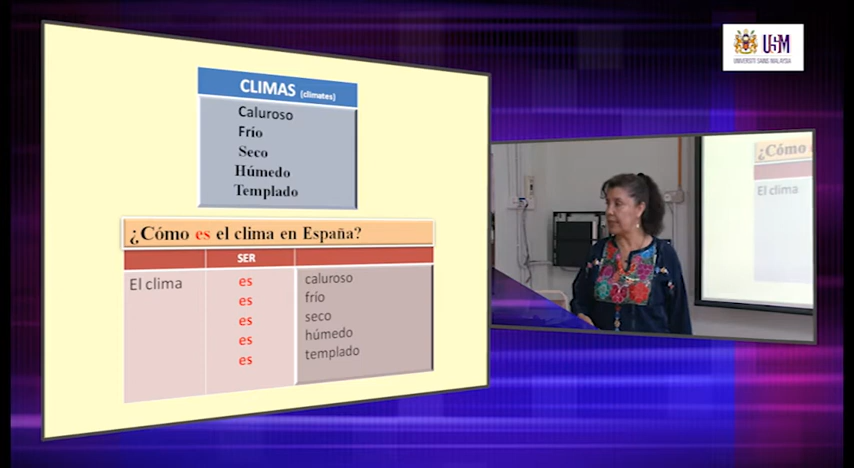 USM
UNIVERSITI SAINS MALAYSIA
CLIMAS (climates)
Caluroso
Frío
Seco
Húmedo
Templado
¿Cómo es el clima en España?
SER
El clima es caluroso
es frío
es seco
es húmedo
es templado
¿Cómo
El clima